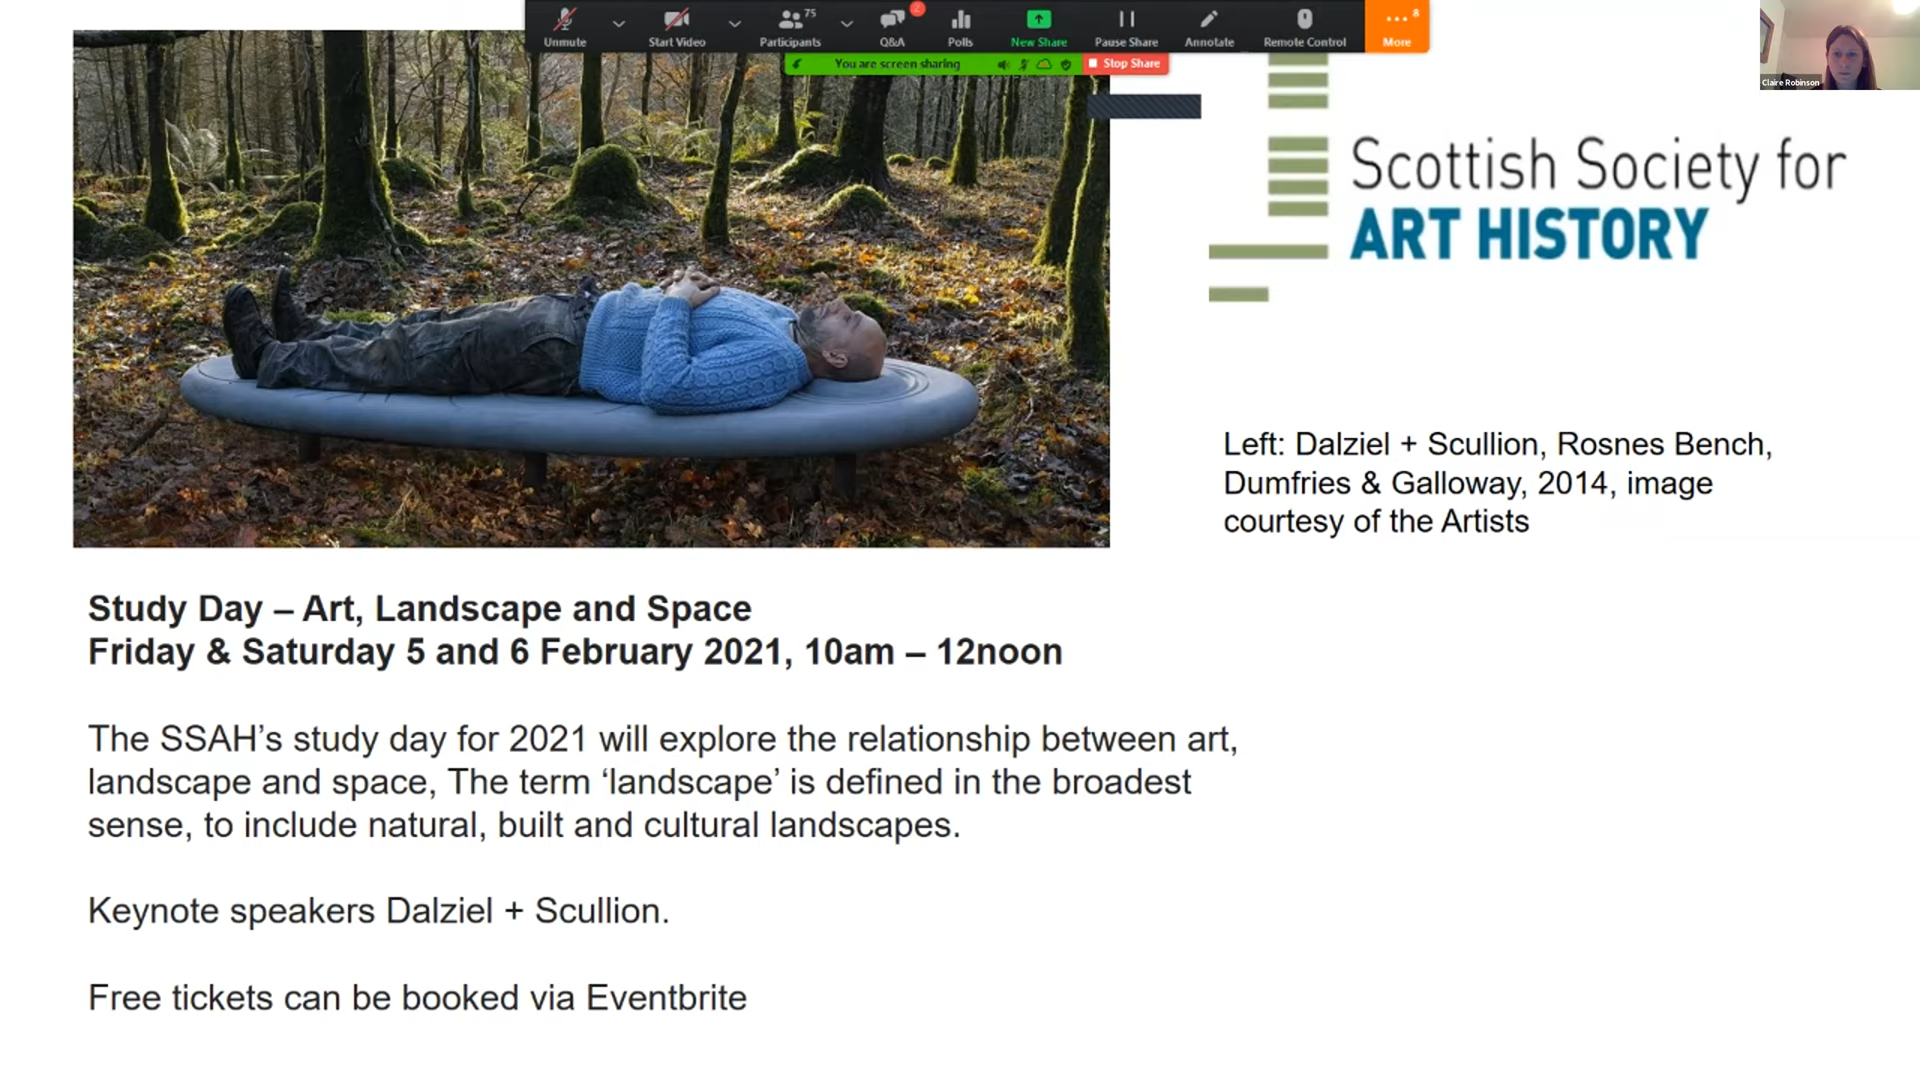 Unmute
Start Video
75
Participants
2
Q&A
Polls
New Share
Pause Share
Annotate
Remote Control
8
More
You are screen sharing
Stop Share
Claire Robinson
Scottish Society for
ART HISTORY
Left: Dalziel + Scullion, Rosnes Bench,
Dumfries & Galloway, 2014, image
courtesy of the Artists
Study Day – Art, Landscape and Space
Friday & Saturday 5 and 6 February 2021, 10am – 12noon
The SSAH’s study day for 2021 will explore the relationship between art,
landscape and space, The term ‘landscape’ is defined in the broadest
sense, to include natural, built and cultural landscapes.
Keynote speakers Dalziel + Scullion.
Free tickets can be booked via Eventbrite